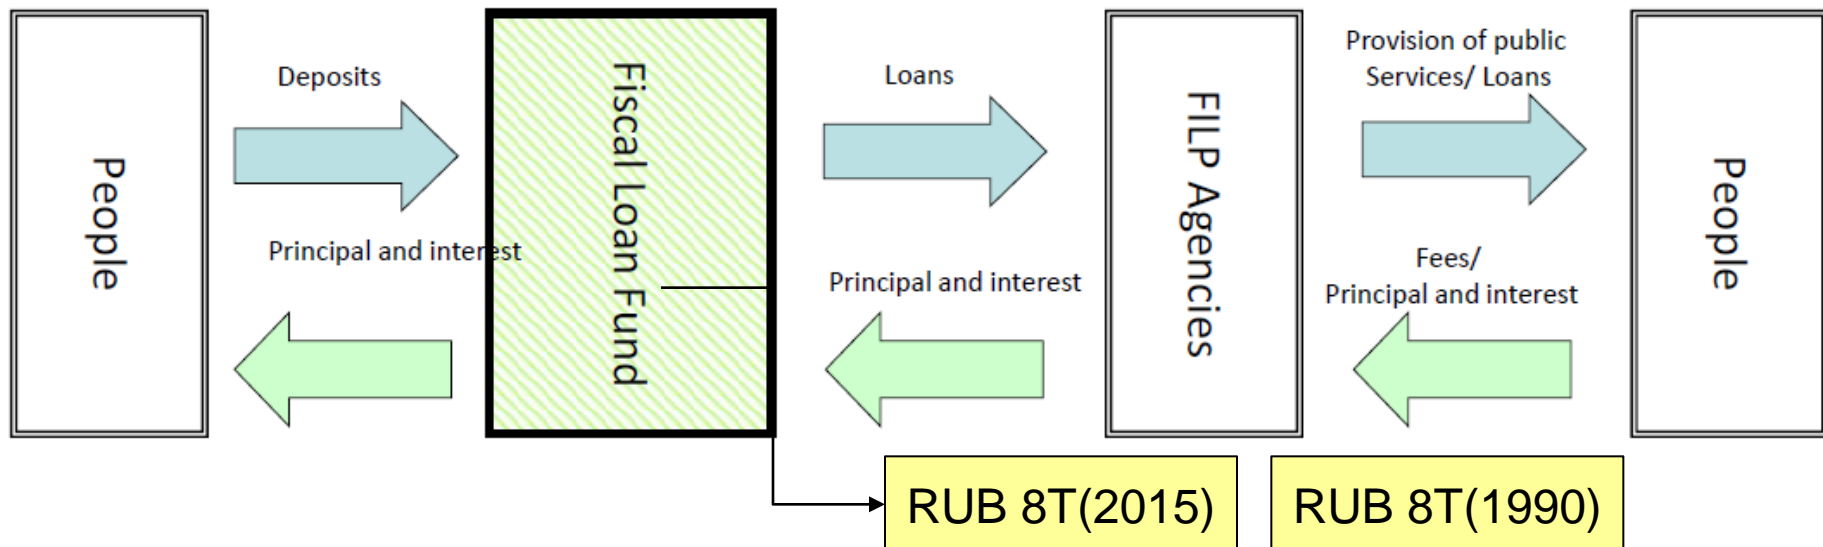 People
Deposits
Principal and interest
Fiscal Loan Fund
Loans
Principal and interest
FILP Agencies
Provision of public
Services/ Loans
Fees/
Principal and interest
People
RUB 8T(2015)
RUB 8T(1990)